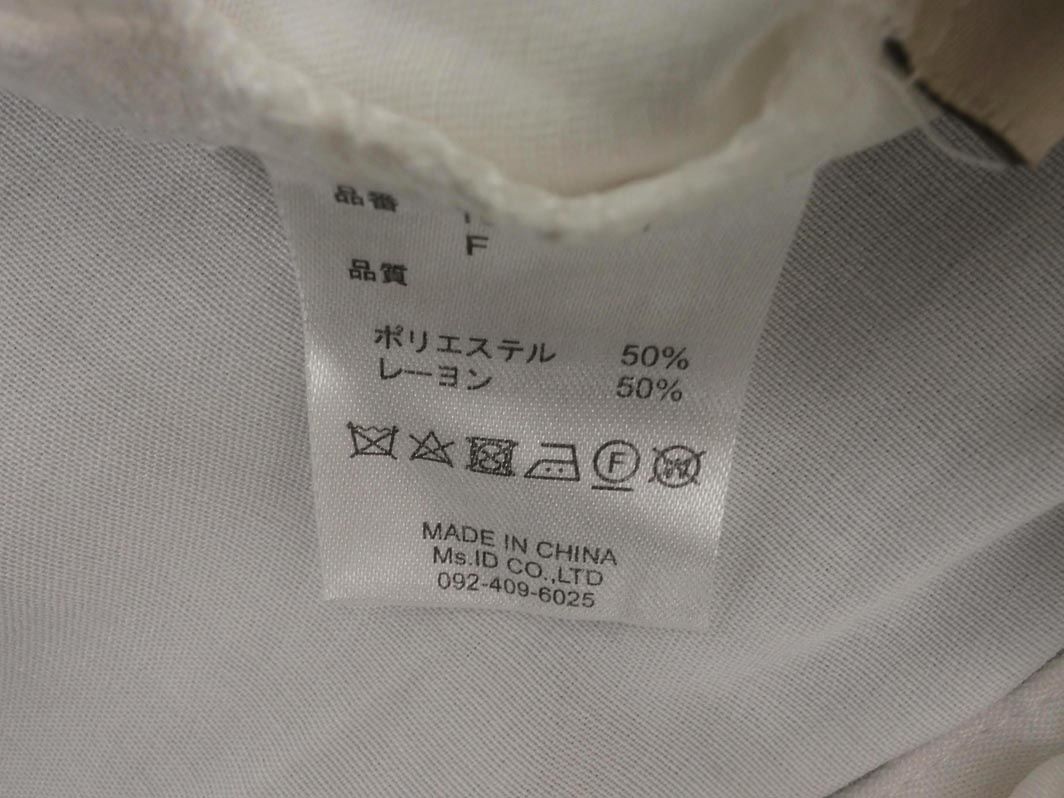 品番
F
品質
ポリエステル 50%
レーヨン 50%
F
MADE IN CHINA
Ms.ID CO.,LTD
092-409-6025